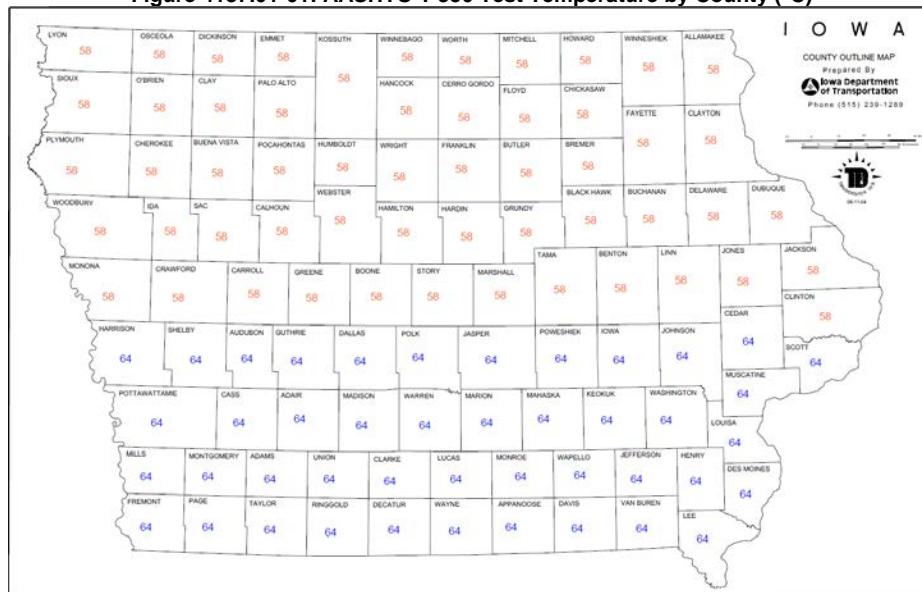 Figure AASHTO T 350 Test Temperature by County (°C)
I O W A
COUNTY OUTLINE MAP
Prepared By
Iowa Department
of Transportation
Phone (515) 239-1289
LYON OSCEOLA DICKINSON EMMET KOSSUTH WINNEBAGO WORTH MITCHELL HOWARD WINNESHIEK ALLAMAKEE
58 58 58 58 58 58 58 58 58 58 58
SIOUX O'BRIEN CLAY PALO ALTO HANCOCK CERRO GORDO FLOYD CHICKASAW
58 58 58 58 58 58 58 58
PLYMOUTH CHEROKEE BUENA VISTA POCAHONTAS HUMBOLDT WRIGHT FRANKLIN BUTLER BREMER FAYETTE CLAYTON
58 58 58 58 58 58 58 58 58 58 58
WOODBURY IDA SAC CALHOUN WEBSTER HAMILTON HARDIN GRUNDY BLACK HAWK BUCHANAN DELAWARE DUBUQUE
58 58 58 58 58 58 58 58 58 58 58 58
MONONA CRAWFORD CARROLL GREENE BOONE STORY MARSHALL TAMA BENTON LINN JONES JACKSON
58 58 58 58 58 58 58 58 58 58 58 58
CLINTON
58
HARRISON SHELBY AUDUBON GUTHRIE DALLAS POLK JASPER POWESHIEK IOWA JOHNSON CEDAR SCOTT
64 64 64 64 64 64 64 64 64 64 64 64
MUSCATINE
64
POTTAWATTAMIE CASS ADAIR MADISON WARREN MARION MAHASKA KEOKUK WASHINGTON LOUISA
64 64 64 64 64 64 64 64 64 64
MILLS MONTGOMERY ADAMS UNION CLARKE LUCAS MONROE WAPELLO JEFFERSON HENRY DES MOINES
64 64 64 64 64 64 64 64 64 64 64
FREMONT PAGE TAYLOR RINGGOLD DECATUR WAYNE APPANOOSE DAVIS VAN BUREN LEE
64 64 64 64 64 64 64 64 64 64